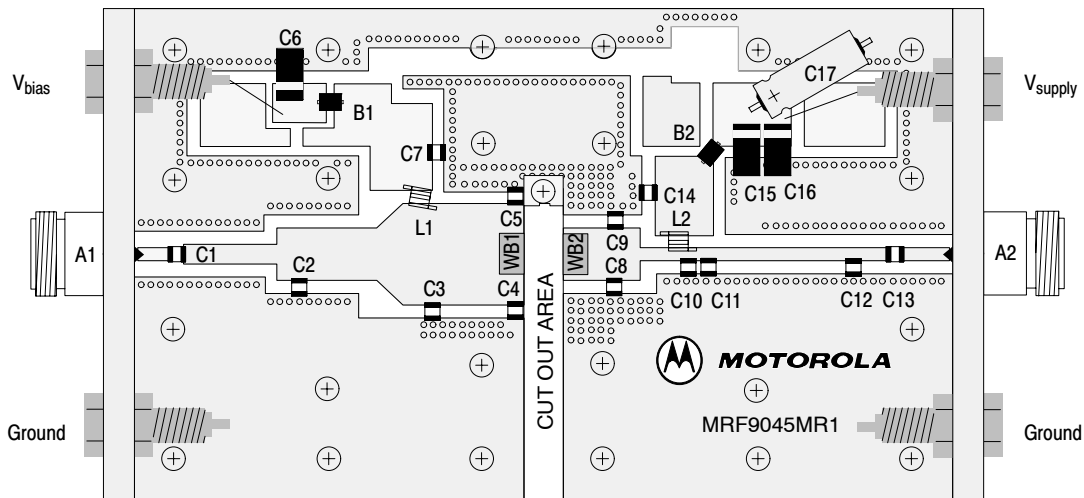 C6
C17
Vbias
Vsupply
B1
B2
C7
C15
C16
C14
L1
C5
L2
A1
C1
WB1
WB2
C9
A2
C2
C3
C4
C8
C10
C11
C12
C13
CUT OUT AREA
MOTOROLA
MRF9045MR1
Ground
Ground